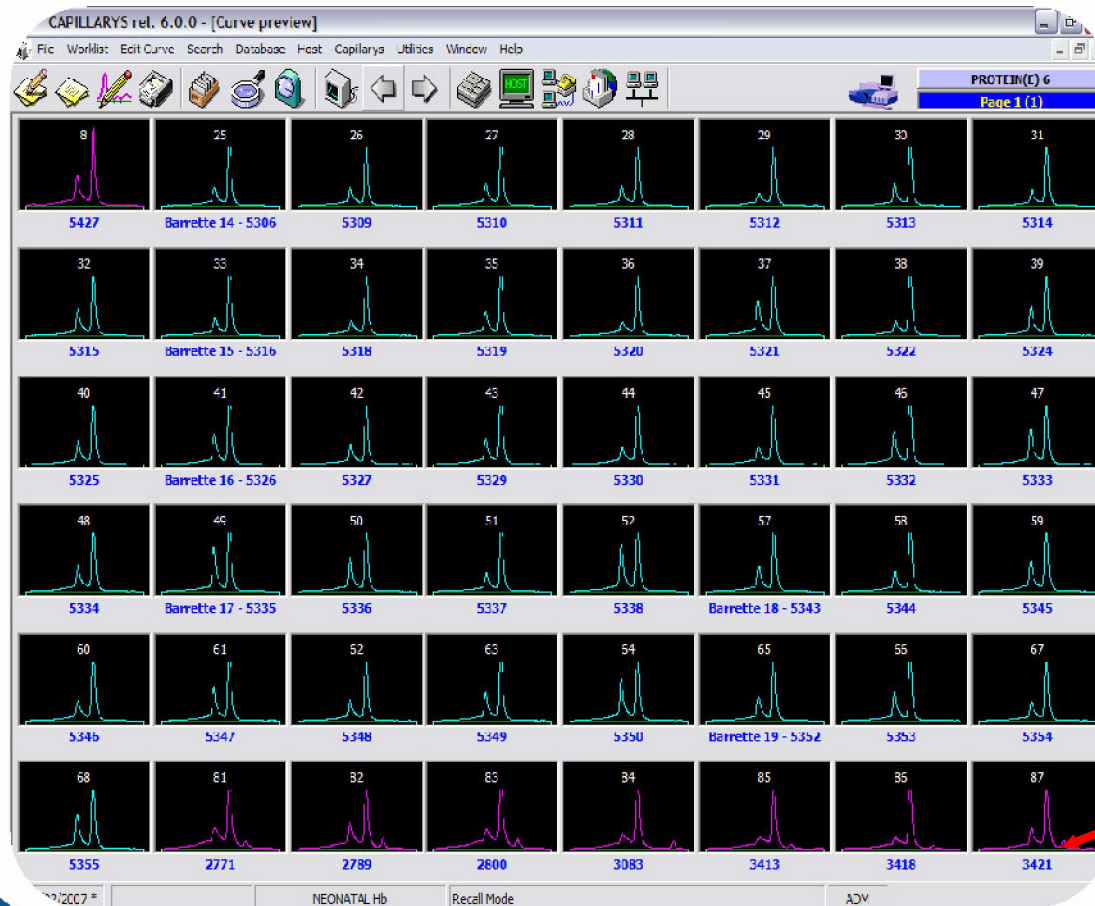 CAPILLARYS rel. 6.0.0 - [Curve preview]
File Worklist Edit Curve Search Database Host Capillarys Utilities Window Help
HOST
PROTEIN(E) 6
Page 1 (1)
8 25 26 27 28 29 30 31
5427 Barrette 14 - 5306 5309 5310 5311 5312 5313 5314
32 33 34 35 36 37 38 39
5315 Barrette 15 - 5316 5318 5319 5320 5321 5322 5324
40 41 42 43 44 45 46 47
5325 Barrette 16 - 5326 5327 5329 5330 5331 5332 5333
48 49 50 51 52 57 58 59
5334 Barrette 17 - 5335 5336 5337 5338 Barrette 18 - 5343 5344 5345
60 61 62 63 64 65 66 67
5346 5347 5348 5349 5350 Barrette 19 - 5352 5353 5354
68 81 82 83 84 85 86 87
5355 2771 2789 2800 3083 3413 3418 3421
2/2007 * NEONATAL Hb Recall Mode ADM